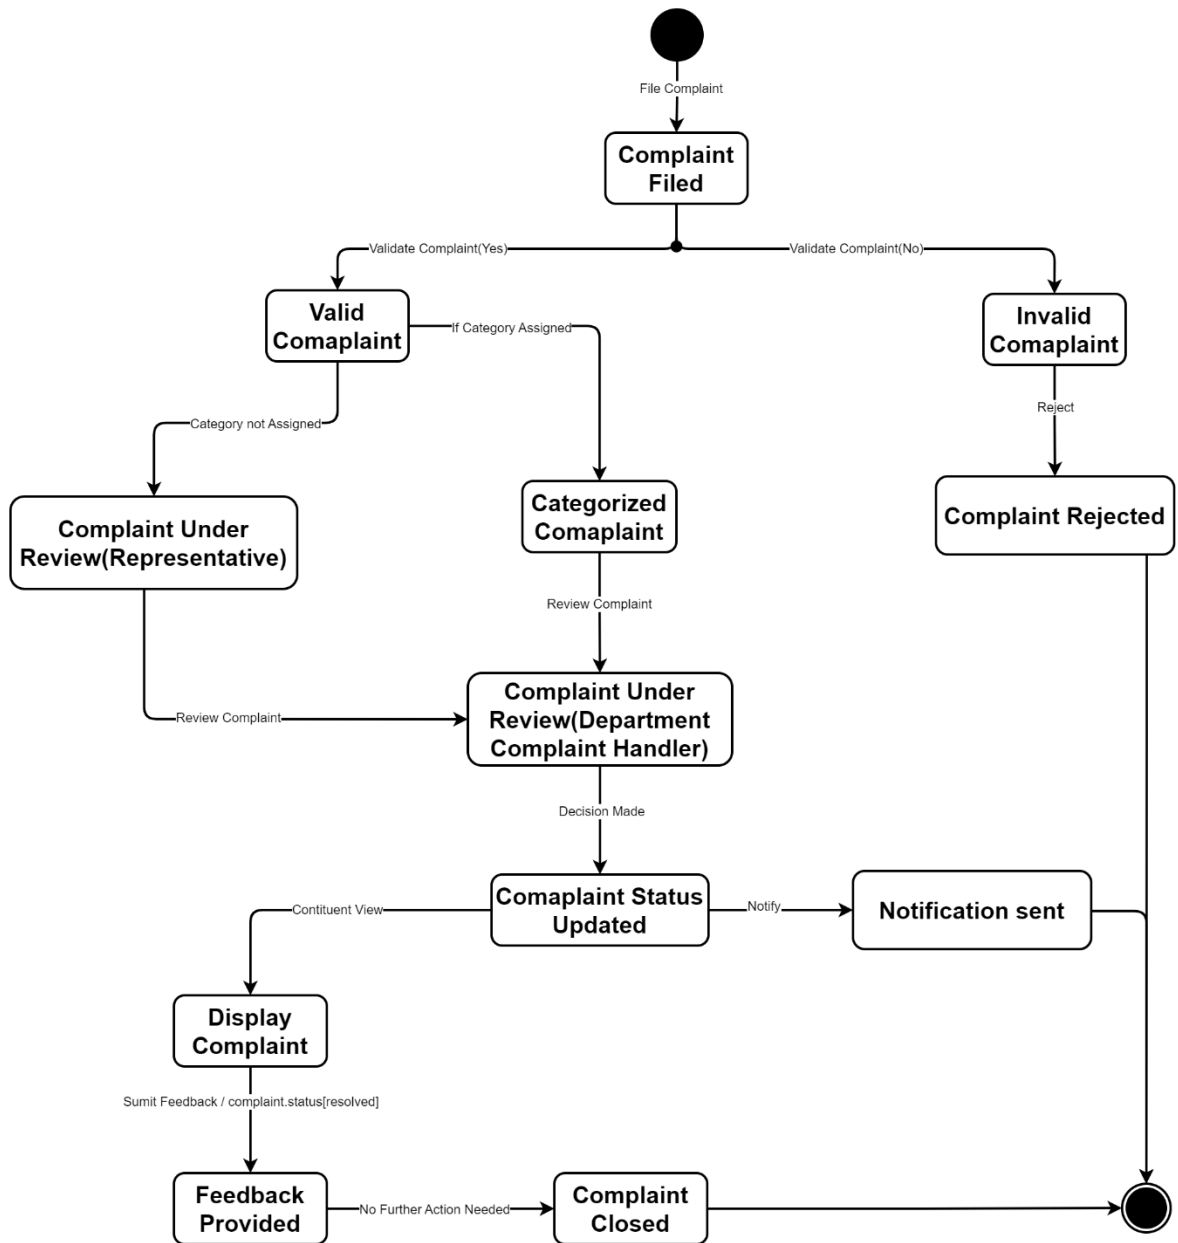 File Complaint
Complaint
Filed
Validate Complaint(Yes)
Validate Complaint(No)
Valid
Comaplaint
If Category Assigned
Invalid
Comaplaint
Category not Assigned
Reject
Complaint Under
Review(Representative)
Categorized
Comaplaint
Complaint Rejected
Review Complaint
Complaint Under
Review(Department
Complaint Handler)
Review Complaint
Decision Made
Comaplaint Status
Updated
Contituent View
Notify
Notification sent
Display
Complaint
Sumit Feedback / complaint.status[resolved]
Feedback
Provided
No Further Action Needed
Complaint
Closed